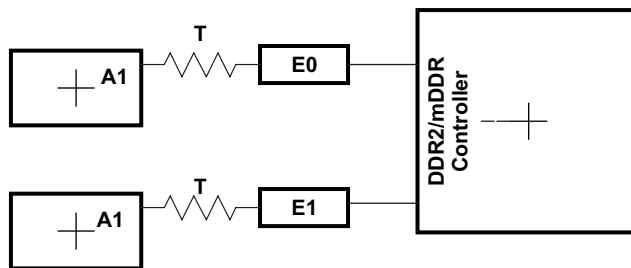 T
A1
E0
T
A1
E1
DDR2/mDDR
Controller